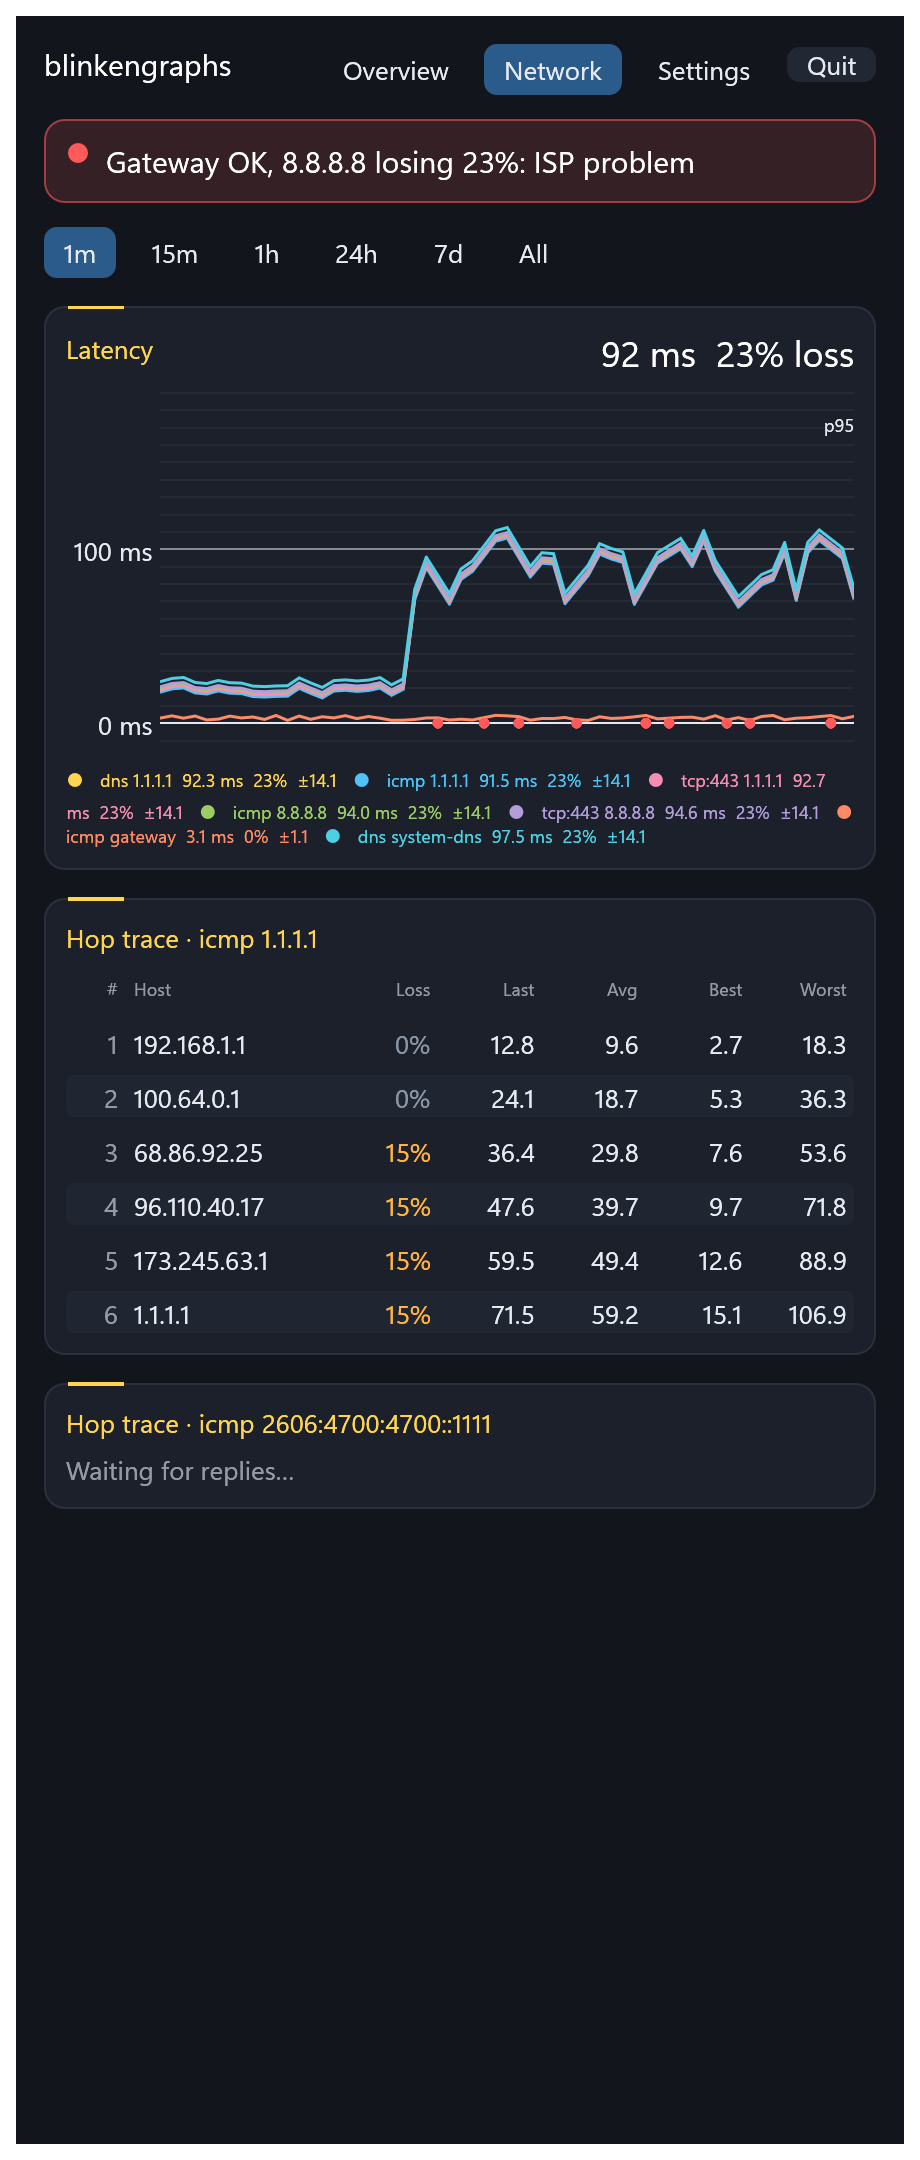 blinkengraphs Overview Network Settings Quit
Gateway OK, 8.8.8.8 losing 23%: ISP problem
1m 15m 1h 24h 7d All
Latency 92 ms 23% loss
p95
100 ms
0 ms
dns 1.1.1.1 92.3 ms 23% ±14.1 icmp 1.1.1.1 91.5 ms 23% ±14.1 tcp:443 1.1.1.1 92.7
ms 23% ±14.1 icmp 8.8.8.8 94.0 ms 23% ±14.1 tcp:443 8.8.8.8 94.6 ms 23% ±14.1
icmp gateway 3.1 ms 0% ±1.1 dns system-dns 97.5 ms 23% ±14.1
Hop trace · icmp 1.1.1.1
# Host Loss Last Avg Best Worst
1 192.168.1.1 0% 12.8 9.6 2.7 18.3
2 100.64.0.1 0% 24.1 18.7 5.3 36.3
3 68.86.92.25 15% 36.4 29.8 7.6 53.6
4 96.110.40.17 15% 47.6 39.7 9.7 71.8
5 173.245.63.1 15% 59.5 49.4 12.6 88.9
6 1.1.1.1 15% 71.5 59.2 15.1 106.9
Hop trace · icmp 2606:4700:4700::1111
Waiting for replies...